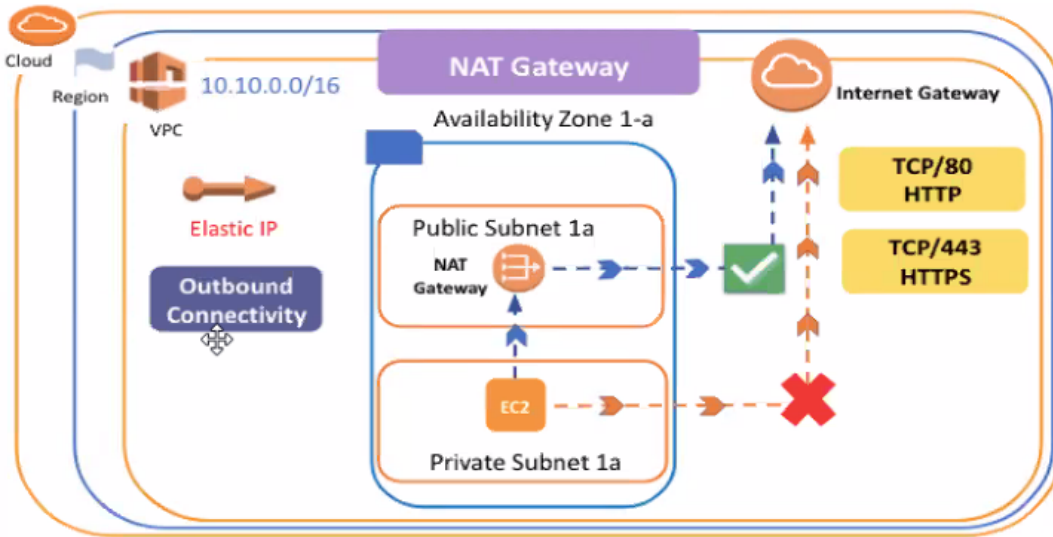 Cloud
Region
VPC
10.10.0.0/16
NAT Gateway
Internet Gateway
Availability Zone 1-a
TCP/80
HTTP
TCP/443
HTTPS
Elastic IP
Outbound
Connectivity
Public Subnet 1a
NAT
Gateway
EC2
Private Subnet 1a